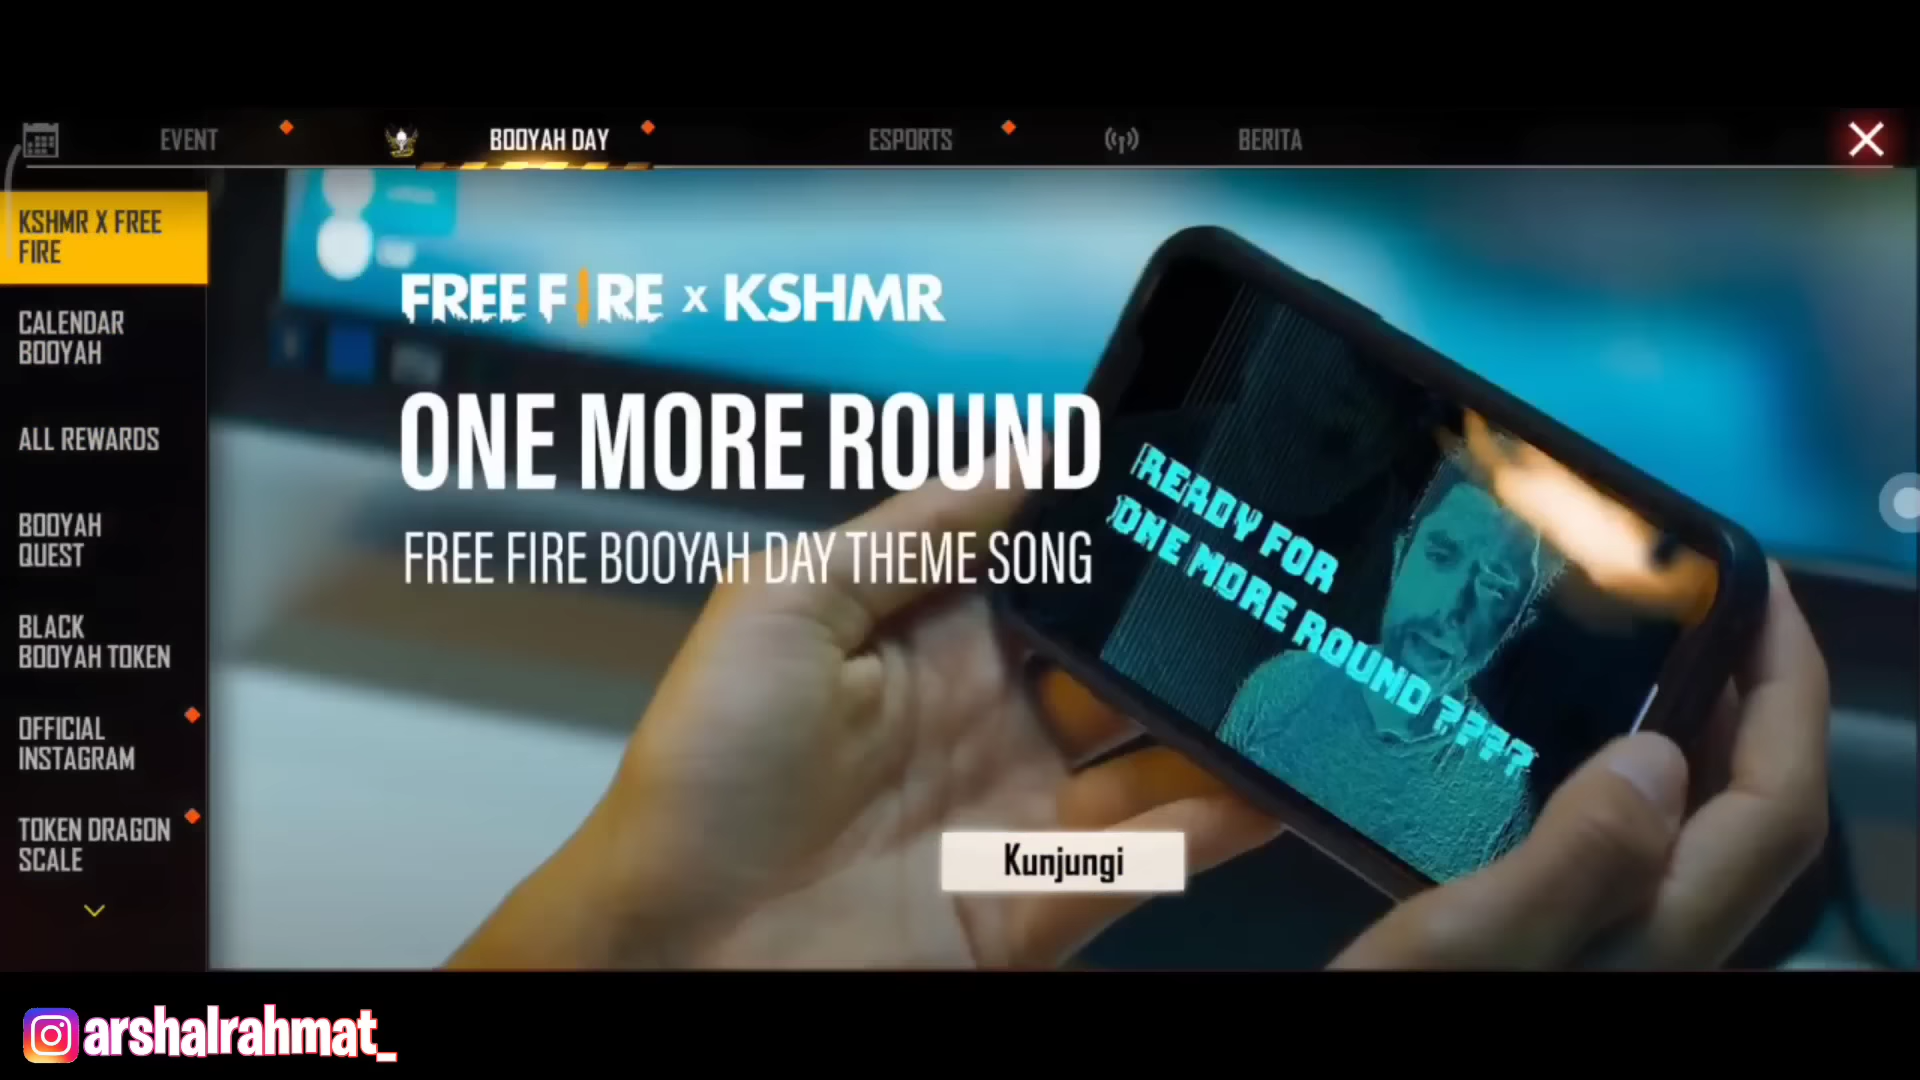 EVENT
BOOYAH DAY
ESPORTS
BERITA
KSHMR X FREE
FIRE
CALENDAR
BOOYAH
ALL REWARDS
BOOYAH
QUEST
BLACK
BOOYAH TOKEN
OFFICIAL
INSTAGRAM
TOKEN DRAGON
SCALE
FREE FIRE x KSHMR
ONE MORE ROUND
FREE FIRE BOOYAH DAY THEME SONG
READY FOR
ONE MORE ROUND ????
Kunjungi
arshalrahmat_